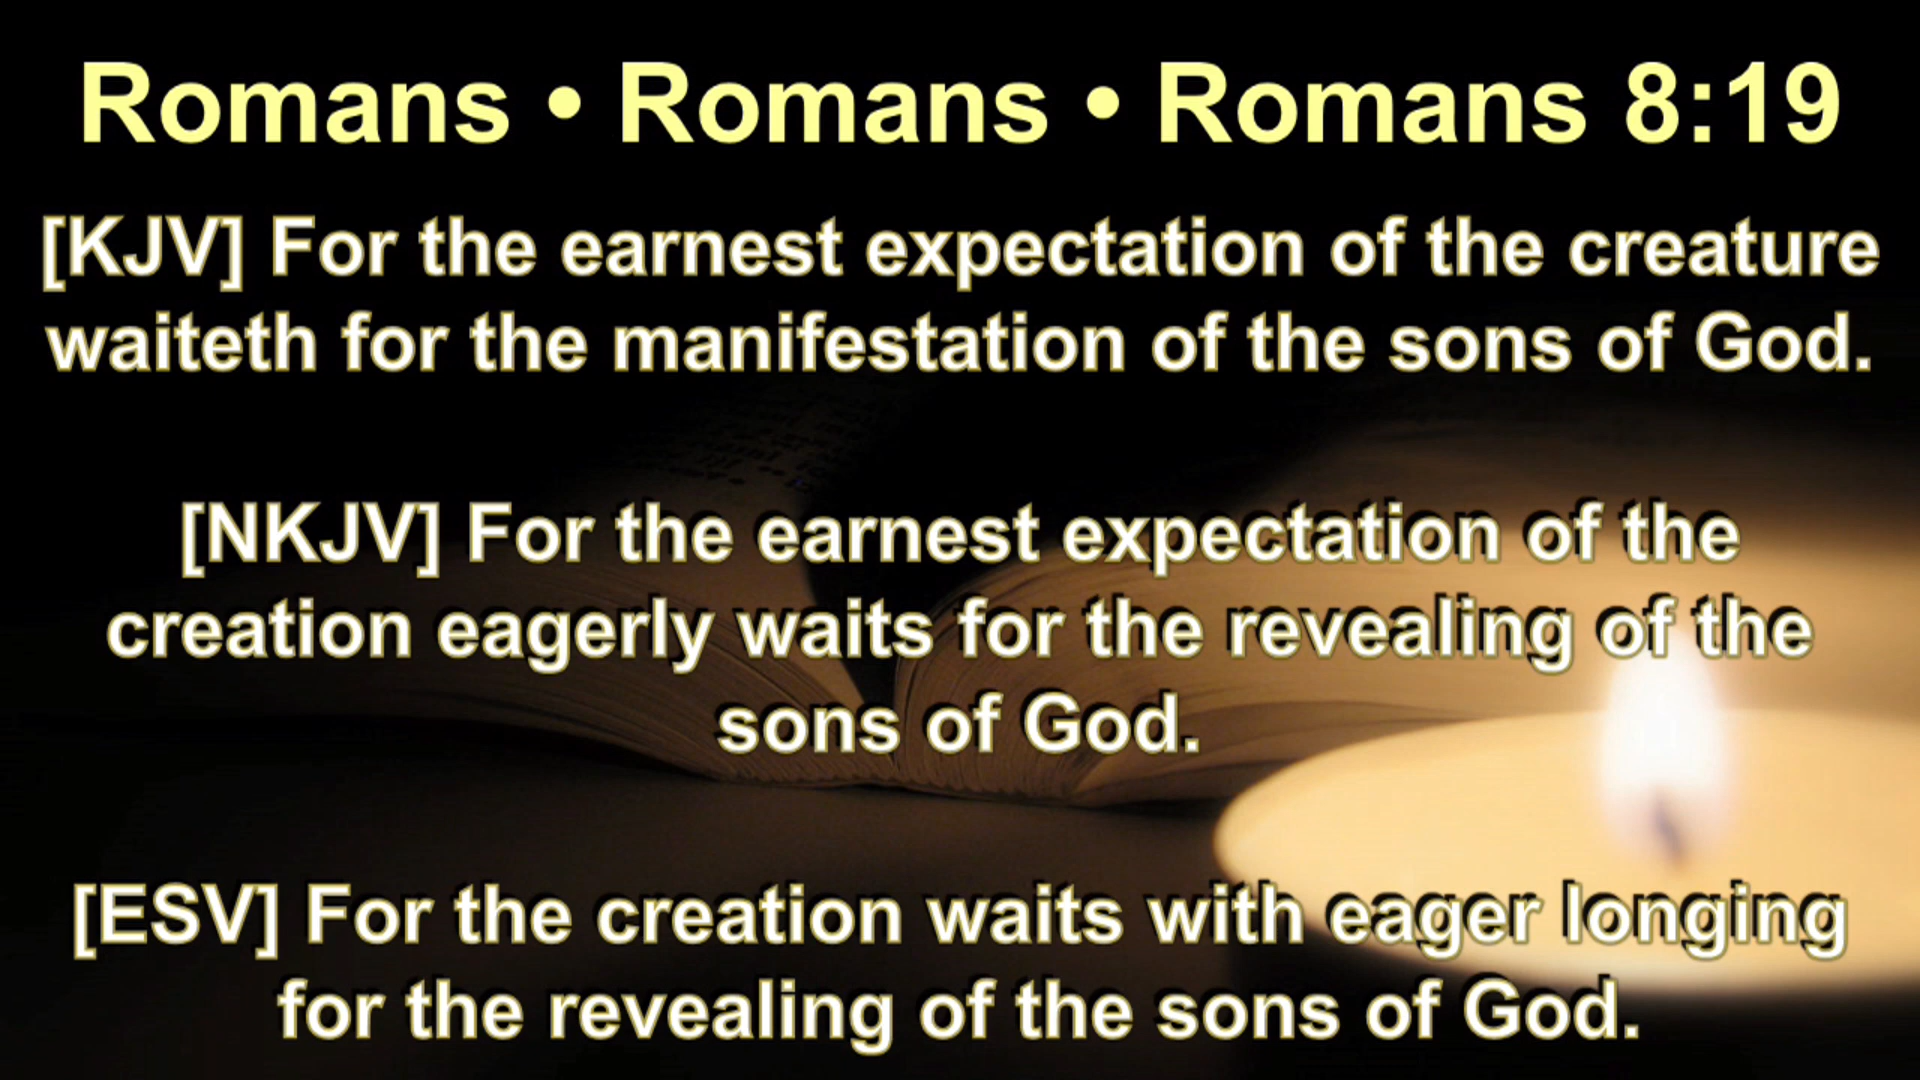 Romans • Romans • Romans 8:19
[KJV] For the earnest expectation of the creature
waiteth for the manifestation of the sons of God.
[NKJV] For the earnest expectation of the
creation eagerly waits for the revealing of the
sons of God.
[ESV] For the creation waits with eager longing
for the revealing of the sons of God.